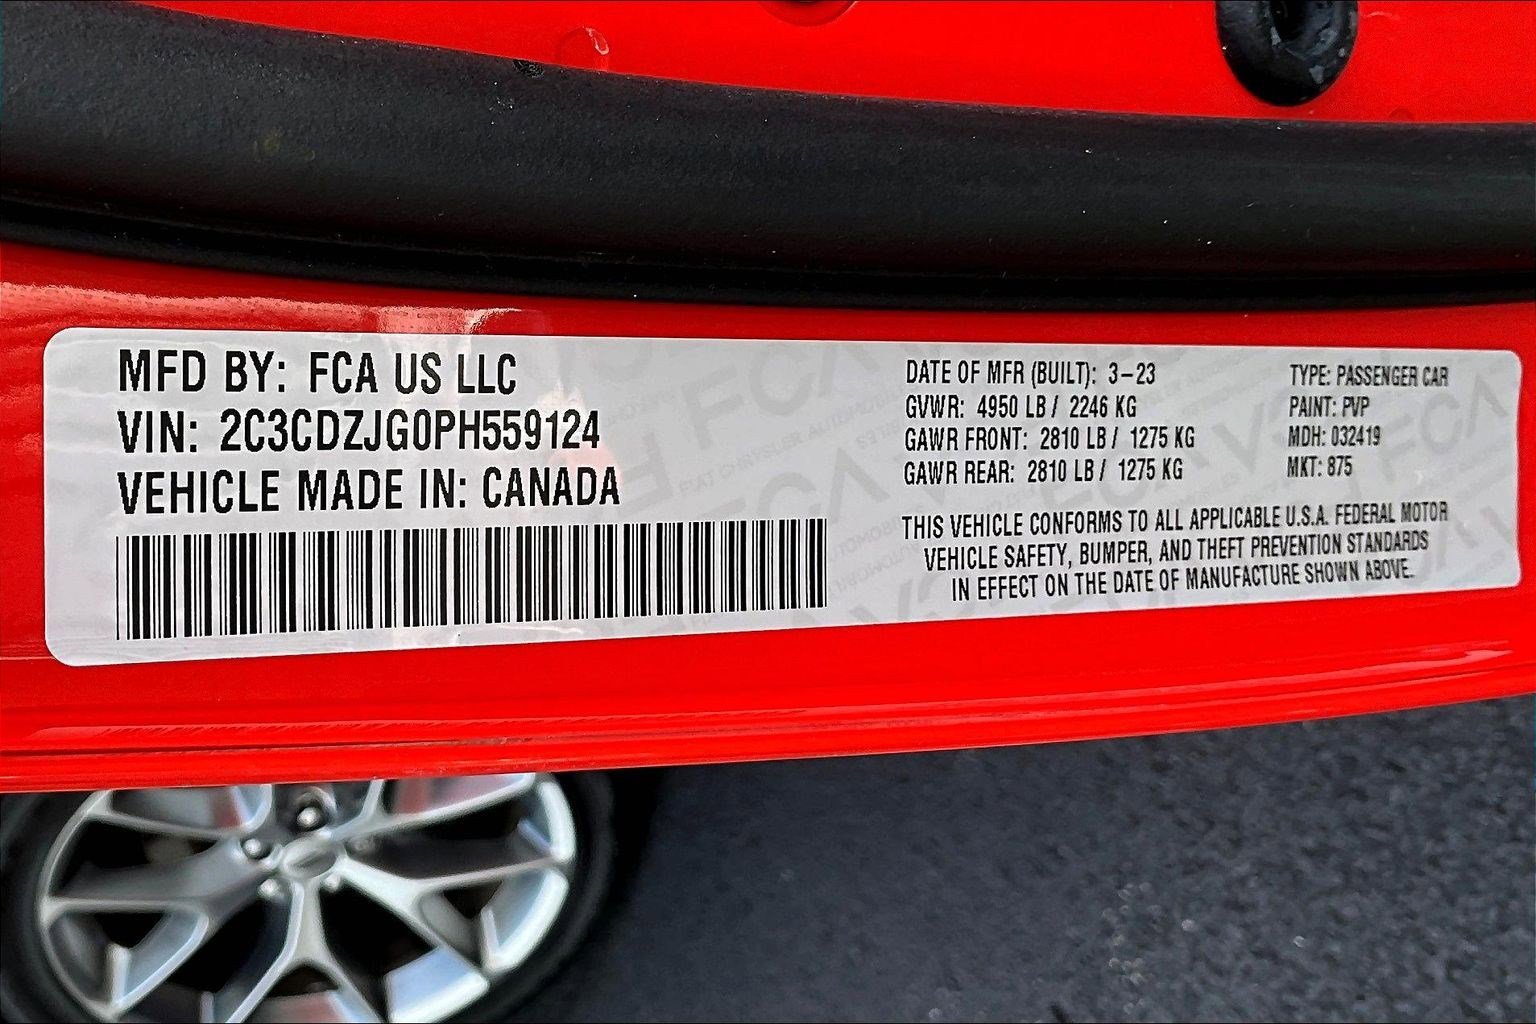 MFD BY: FCA US LLC
VIN: 2C3CDZJG0PH559124
VEHICLE MADE IN: CANADA
DATE OF MFR (BUILT): 3-23
GVWR: 4950 LB / 2246 KG
GAWR FRONT: 2810 LB / 1275 KG
GAWR REAR: 2810 LB / 1275 KG
TYPE: PASSENGER CAR
PAINT: PVP
MDH: 032419
MKT: 875
THIS VEHICLE CONFORMS TO ALL APPLICABLE U.S.A. FEDERAL MOTOR
VEHICLE SAFETY, BUMPER, AND THEFT PREVENTION STANDARDS
IN EFFECT ON THE DATE OF MANUFACTURE SHOWN ABOVE.